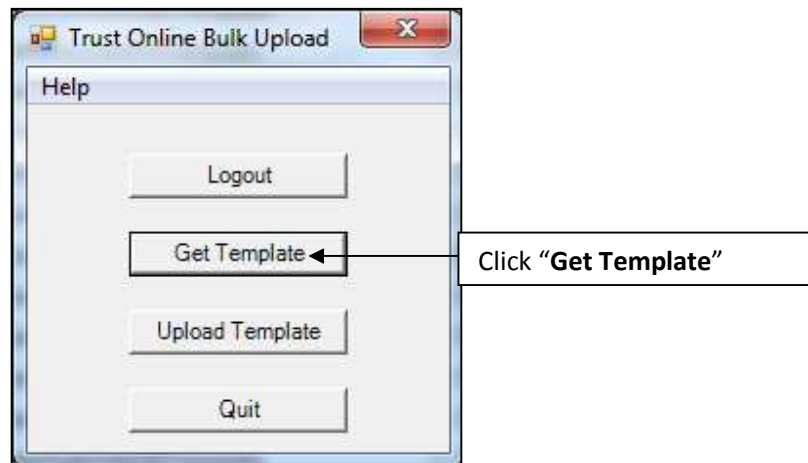 Trust Online Bulk Upload
Help
Logout
Get Template
Click “Get Template”
Upload Template
Quit